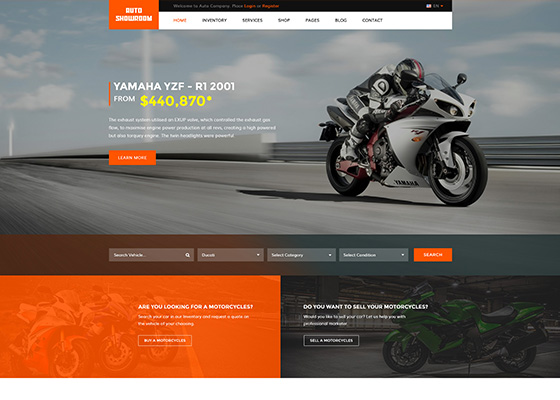 AUTO
SHOWROOM
Welcome to Auto Company. Please Login or Register
EN
HOME INVENTORY SERVICES SHOP PAGES BLOG CONTACT
YAMAHA YZF - R1 2001
FROM $440,870*
The exhaust system utilised an EXUP valve, which controlled the exhaust gas
flow, to maximise engine power production at all revs, creating a high powered
but also torquey engine. The twin headlights were powerful.
LEARN MORE
YAMAHA
Search Vehicle... Ducati Select Category Select Condition SEARCH
ARE YOU LOOKING FOR A MOTORCYCLES?
Search your car in our Inventory and request a quote on
the vehicle of your choosing.
BUY A MOTORCYCLES
DO YOU WANT TO SELL YOUR MOTORCYCLES?
Would you like to sell your car? Let us help you with
professional marketer.
SELL A MOTORCYCLES